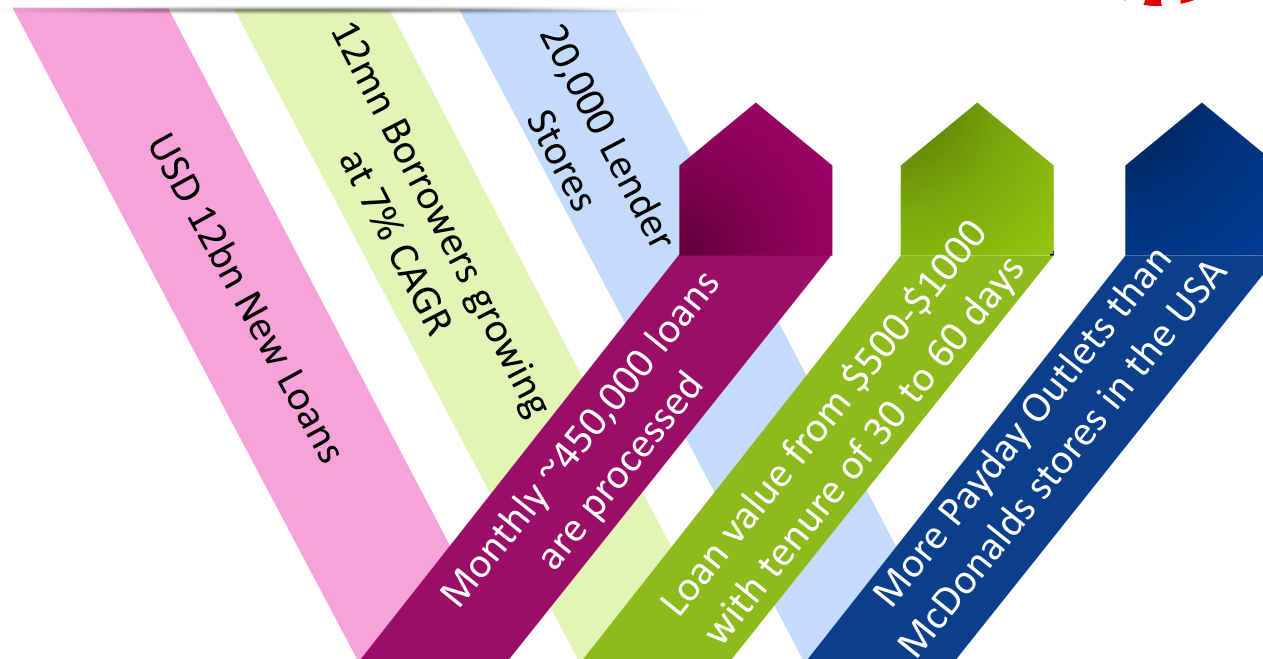 USD 12bn New Loans
12mn Borrowers growing
at 7% CAGR
20,000 Lender
Stores
Monthly ~450,000 loans
are processed
Loan value from $500-$1000
with tenure of 30 to 60 days
More Payday Outlets than
McDonalds stores in the USA